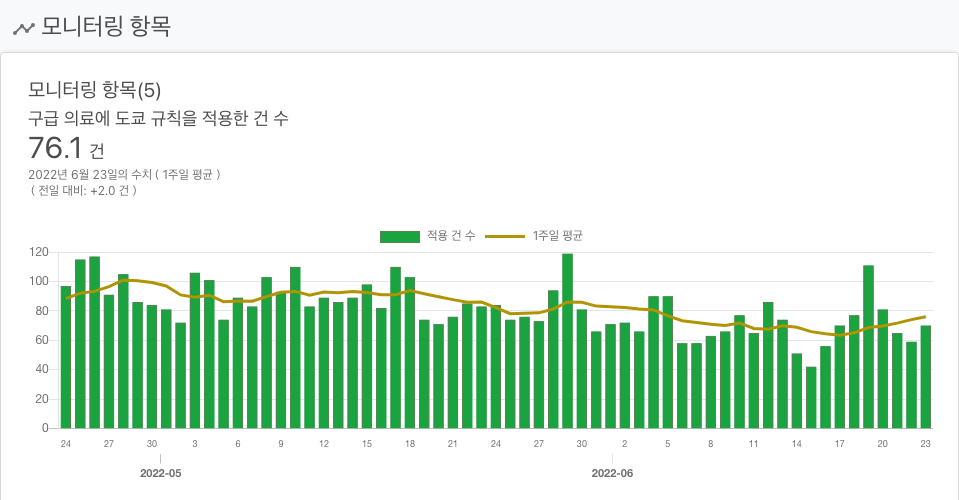 모니터링 항목
모니터링 항목(5)
구급 의료에 도쿄 규칙을 적용한 건 수
76.1 건
2022년 6월 23일의 수치 ( 1주일 평균 )
( 전일 대비: +2.0 건 )
적용 건 수 1주일 평균
120
100
80
60
40
20
0
24 27 30 3 6 9 12 15 18 21 24 27 30 2 5 8 11 14 17 20 23
2022-05 2022-06